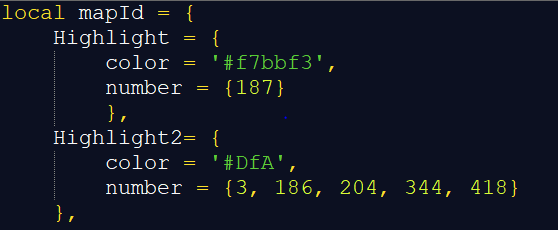 local mapId = {
    Highlight = {
        color = '#f7bbf3',
        number = {187}
        },
    Highlight2= {
        color = '#DfA',
        number = {3, 186, 204, 344, 418}
    },